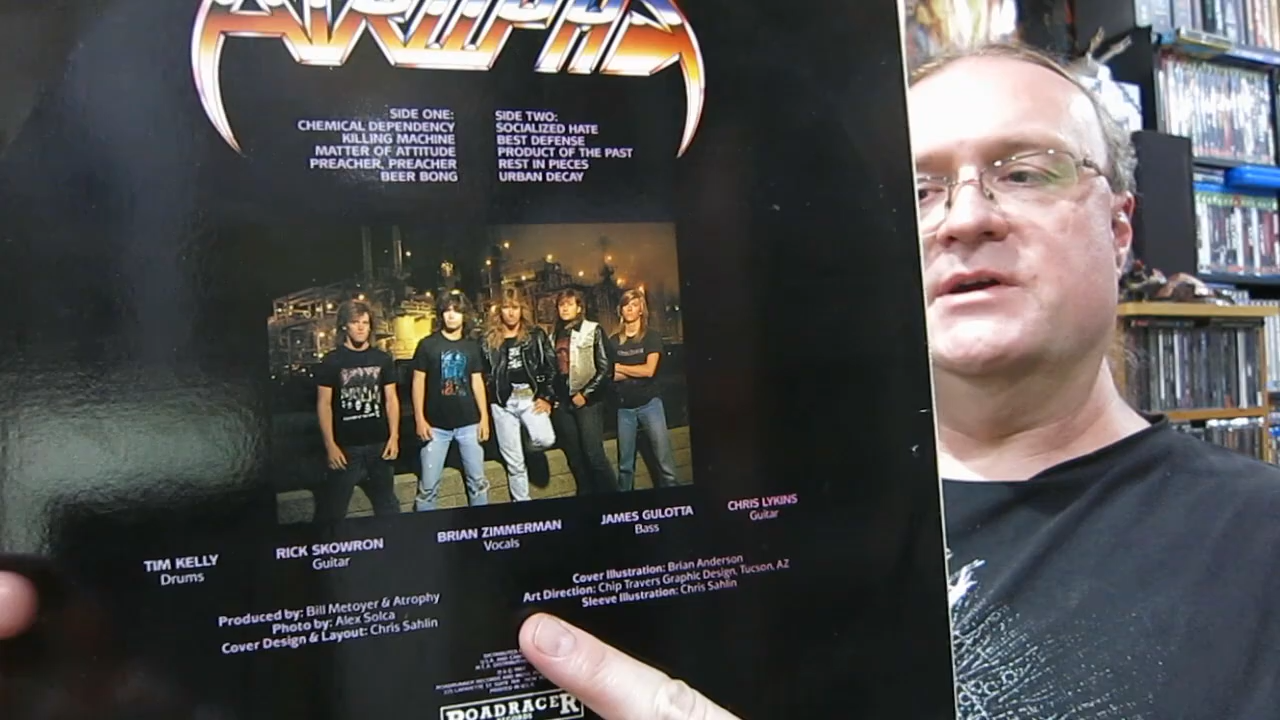 SIDE ONE:
CHEMICAL DEPENDENCY
KILLING MACHINE
MATTER OF ATTITUDE
PREACHER, PREACHER
BEER BONG
SIDE TWO:
SOCIALIZED HATE
BEST DEFENSE
PRODUCT OF THE PAST
REST IN PIECES
URBAN DECAY
TIM KELLY
Drums
RICK SKOWRON
Guitar
BRIAN ZIMMERMAN
Vocals
JAMES GULOTTA
Bass
CHRIS LYKINS
Guitar
Produced by: Bill Metoyer & Atrophy
Photo by: Alex Solca
Cover Design & Layout: Chris Sahlin
Cover Illustration: Brian Anderson
Art Direction: Chip Travers Graphic Design, Tucson, AZ
Sleeve Illustration: Chris Sahlin
ROADRACER
RECORDS